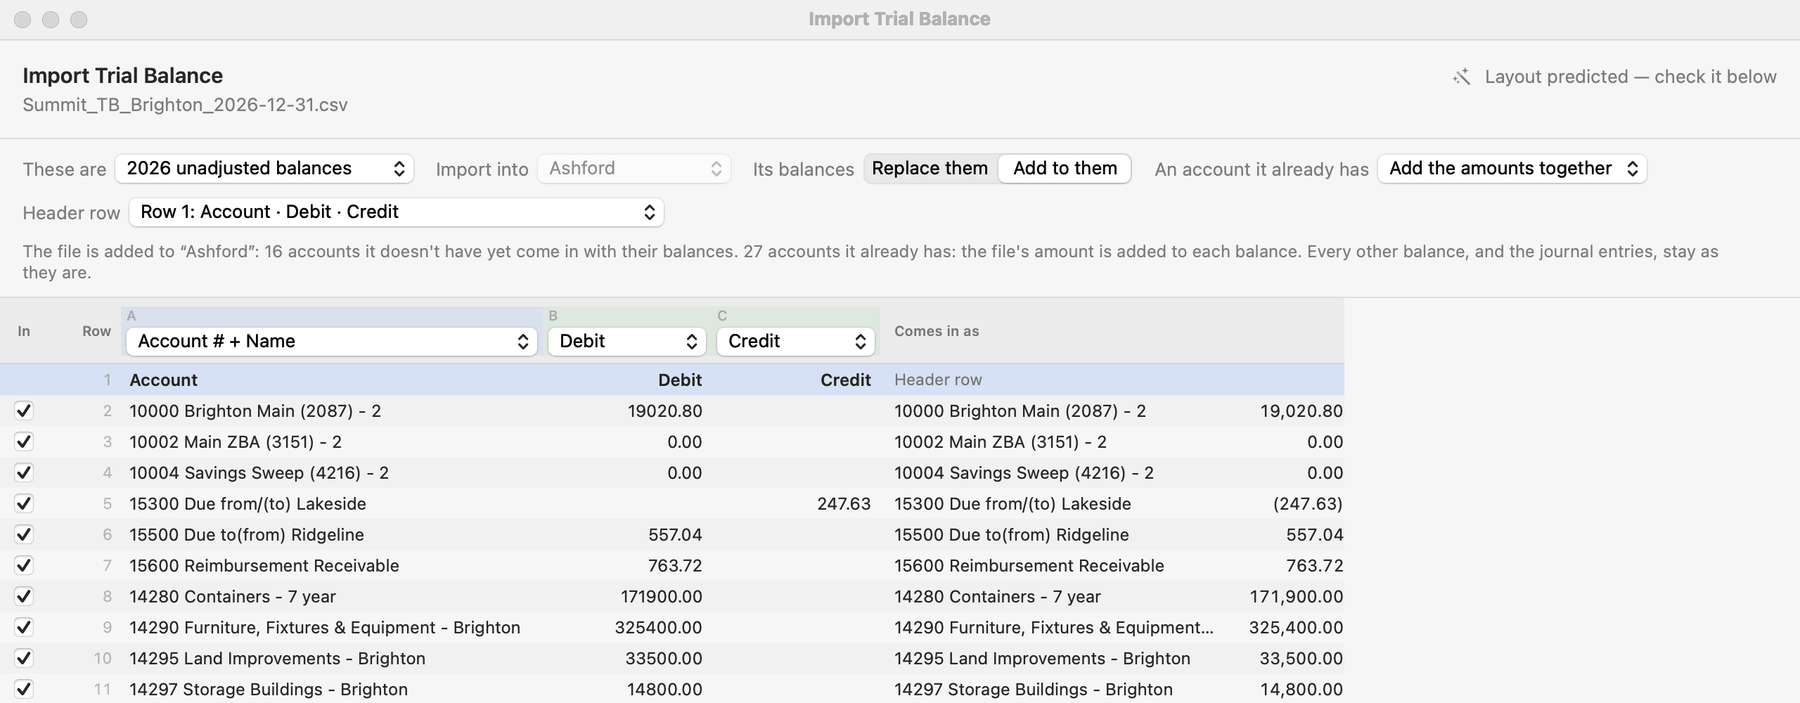 Import Trial Balance
Import Trial Balance
Layout predicted — check it below
Summit_TB_Brighton_2026-12-31.csv
These are 2026 unadjusted balances Import into Ashford Its balances Replace them Add to them An account it already has Add the amounts together
Header row Row 1: Account · Debit · Credit
The file is added to “Ashford”: 16 accounts it doesn't have yet come in with their balances. 27 accounts it already has: the file's amount is added to each balance. Every other balance, and the journal entries, stay as
they are.
A B C
In Row Account # + Name Debit Credit Comes in as
1 Account Debit Credit Header row
2 10000 Brighton Main (2087) - 2 19020.80 10000 Brighton Main (2087) - 2 19,020.80
3 10002 Main ZBA (3151) - 2 0.00 10002 Main ZBA (3151) - 2 0.00
4 10004 Savings Sweep (4216) - 2 0.00 10004 Savings Sweep (4216) - 2 0.00
5 15300 Due from/(to) Lakeside 247.63 15300 Due from/(to) Lakeside (247.63)
6 15500 Due to(from) Ridgeline 557.04 15500 Due to(from) Ridgeline 557.04
7 15600 Reimbursement Receivable 763.72 15600 Reimbursement Receivable 763.72
8 14280 Containers - 7 year 171900.00 14280 Containers - 7 year 171,900.00
9 14290 Furniture, Fixtures & Equipment - Brighton 325400.00 14290 Furniture, Fixtures & Equipment... 325,400.00
10 14295 Land Improvements - Brighton 33500.00 14295 Land Improvements - Brighton 33,500.00
11 14297 Storage Buildings - Brighton 14800.00 14297 Storage Buildings - Brighton 14,800.00